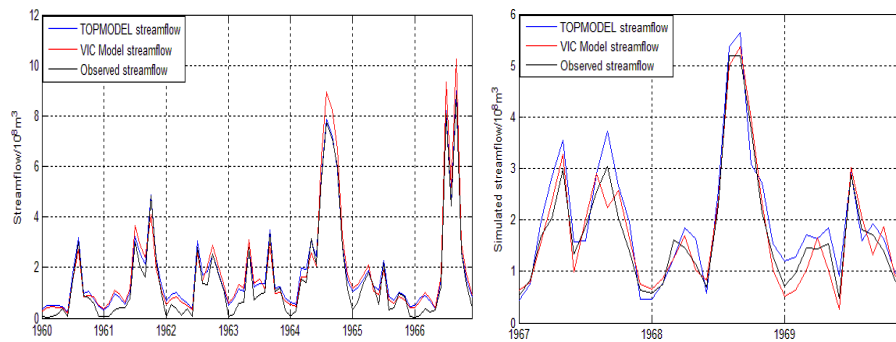 12
10
8
6
4
2
0
Streamflow/10⁸m³
TOPMODEL streamflow
VIC Model streamflow
Observed streamflow
1960 1961 1962 1963 1964 1965 1966
6
5
4
3
2
1
0
Simulated streamflow/10⁸m³
TOPMODEL streamflow
VIC Model streamflow
Observed streamflow
1967 1968 1969